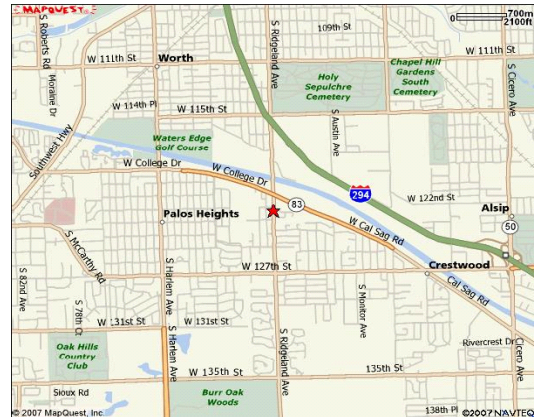 MAPQUEST
700m
2100ft
S Roberts Rd
109th St
S Ridgeland Ave
W 111th St
Worth
W 111th St
Chapel Hill
Gardens
South
Cemetery
S Cicero Ave
Moraine Dr
Holy
Sepulchre
Cemetery
W 114th Pl
W 115th St
S Austin Ave
Southwest Hwy
Waters Edge
Golf Course
W College Dr
W College Dr
294
W 122nd St
83
Alsip
Palos Heights
W Cal Sag Rd
50
S McCarthy Rd
W 127th St
Crestwood
S 82nd Ave
S 78th Ct
S Harlem Ave
Cal Sag Rd
S Monitor Ave
W 131st St
W 131st St
Oak Hills
Country
Club
S Harlem Ave
S Ridgeland Ave
Rivercrest Dr
Cicero Ave
W 135th St
135th St
Sioux Rd
Burr Oak
Woods
138th Pl
© 2007 MapQuest, Inc.
©2007 NAVTEQ